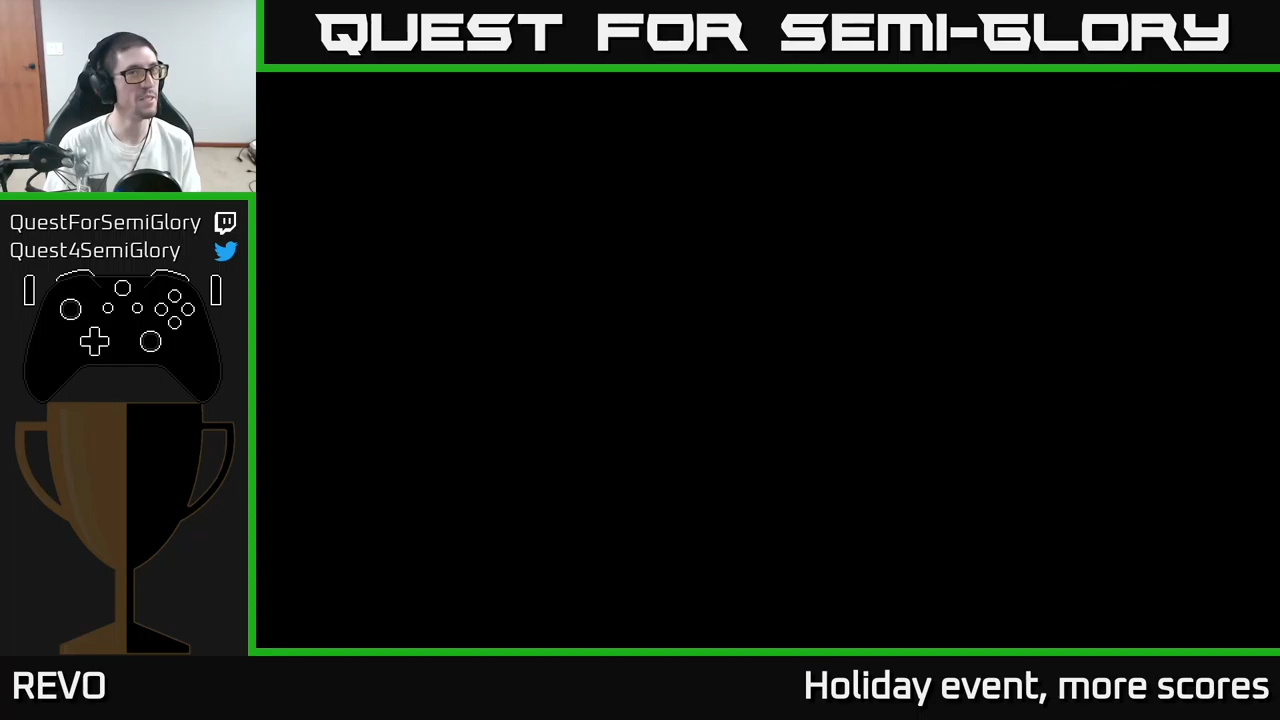 QUEST FOR SEMI-GLORY
QuestForSemiGlory
Quest4SemiGlory
REVO
Holiday event, more scores